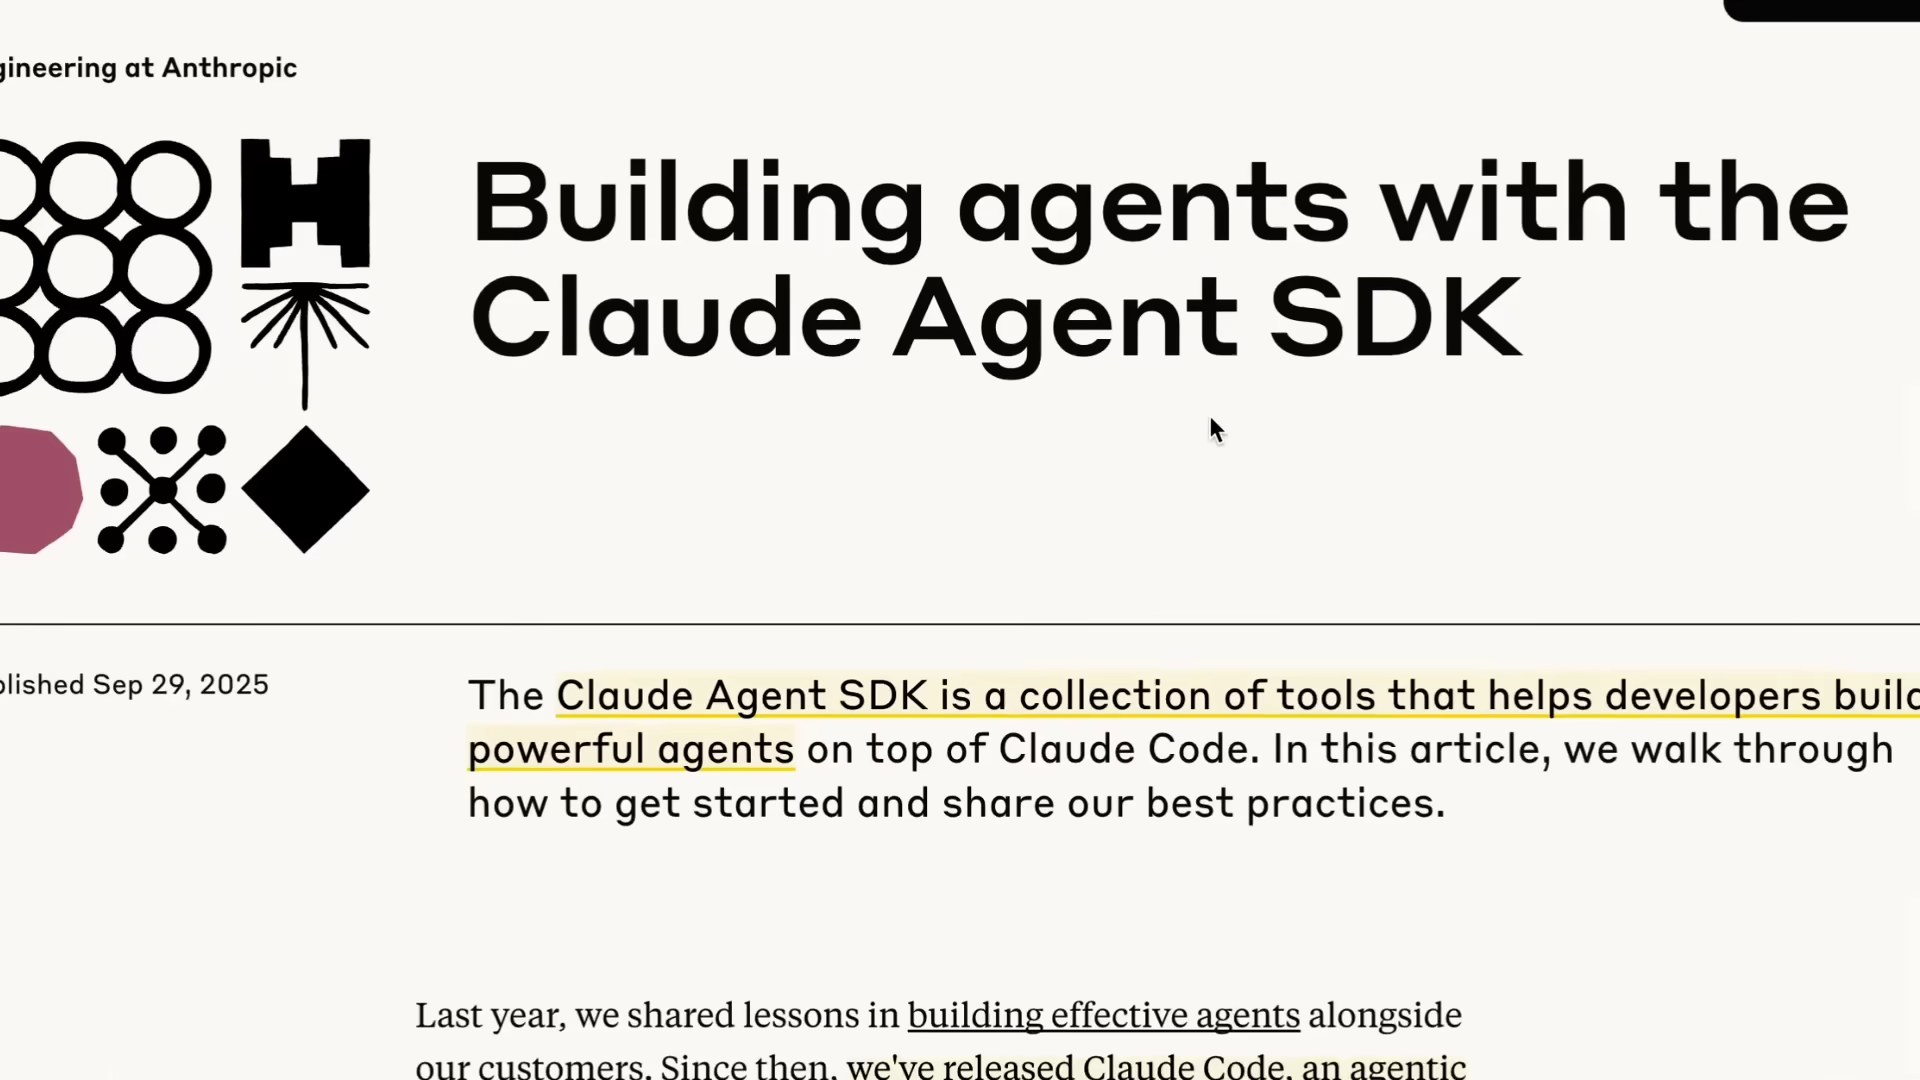 gineering at Anthropic
Building agents with the
Claude Agent SDK
blished Sep 29, 2025
The Claude Agent SDK is a collection of tools that helps developers build
powerful agents on top of Claude Code. In this article, we walk through
how to get started and share our best practices.
Last year, we shared lessons in building effective agents alongside
our customers. Since then, we've released Claude Code, an agentic